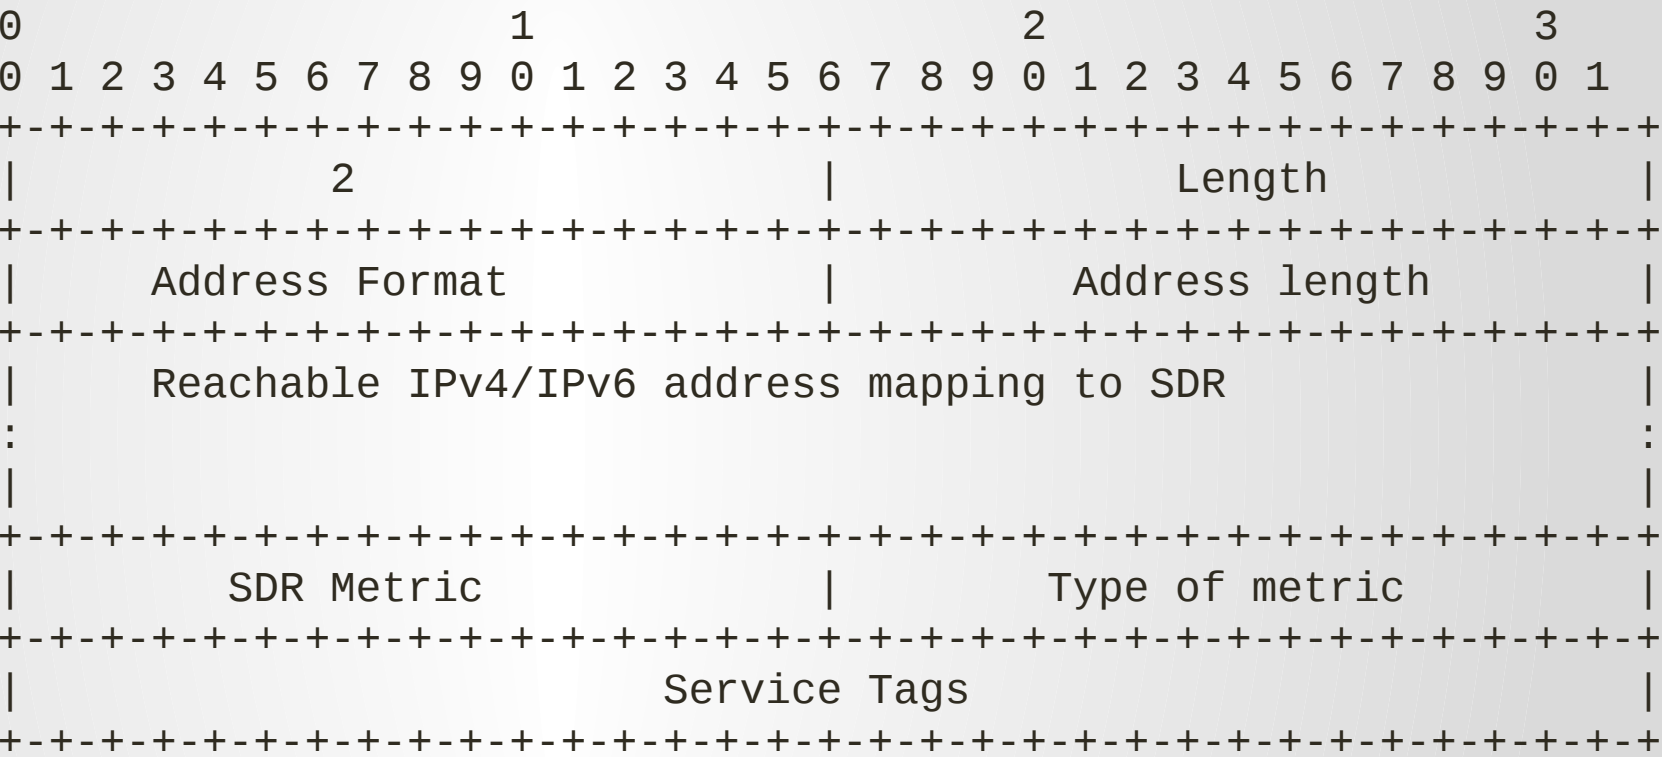 0                   1                   2                   3
0 1 2 3 4 5 6 7 8 9 0 1 2 3 4 5 6 7 8 9 0 1 2 3 4 5 6 7 8 9 0 1
+-+-+-+-+-+-+-+-+-+-+-+-+-+-+-+-+-+-+-+-+-+-+-+-+-+-+-+-+-+-+-+-+
|            2                  |             Length            |
+-+-+-+-+-+-+-+-+-+-+-+-+-+-+-+-+-+-+-+-+-+-+-+-+-+-+-+-+-+-+-+-+
|     Address Format            |         Address length        |
+-+-+-+-+-+-+-+-+-+-+-+-+-+-+-+-+-+-+-+-+-+-+-+-+-+-+-+-+-+-+-+-+
|     Reachable IPv4/IPv6 address mapping to SDR                |
:                                                               :
|                                                               |
+-+-+-+-+-+-+-+-+-+-+-+-+-+-+-+-+-+-+-+-+-+-+-+-+-+-+-+-+-+-+-+-+
|        SDR Metric             |        Type of metric         |
+-+-+-+-+-+-+-+-+-+-+-+-+-+-+-+-+-+-+-+-+-+-+-+-+-+-+-+-+-+-+-+-+
|                         Service Tags                          |
+-+-+-+-+-+-+-+-+-+-+-+-+-+-+-+-+-+-+-+-+-+-+-+-+-+-+-+-+-+-+-+-+